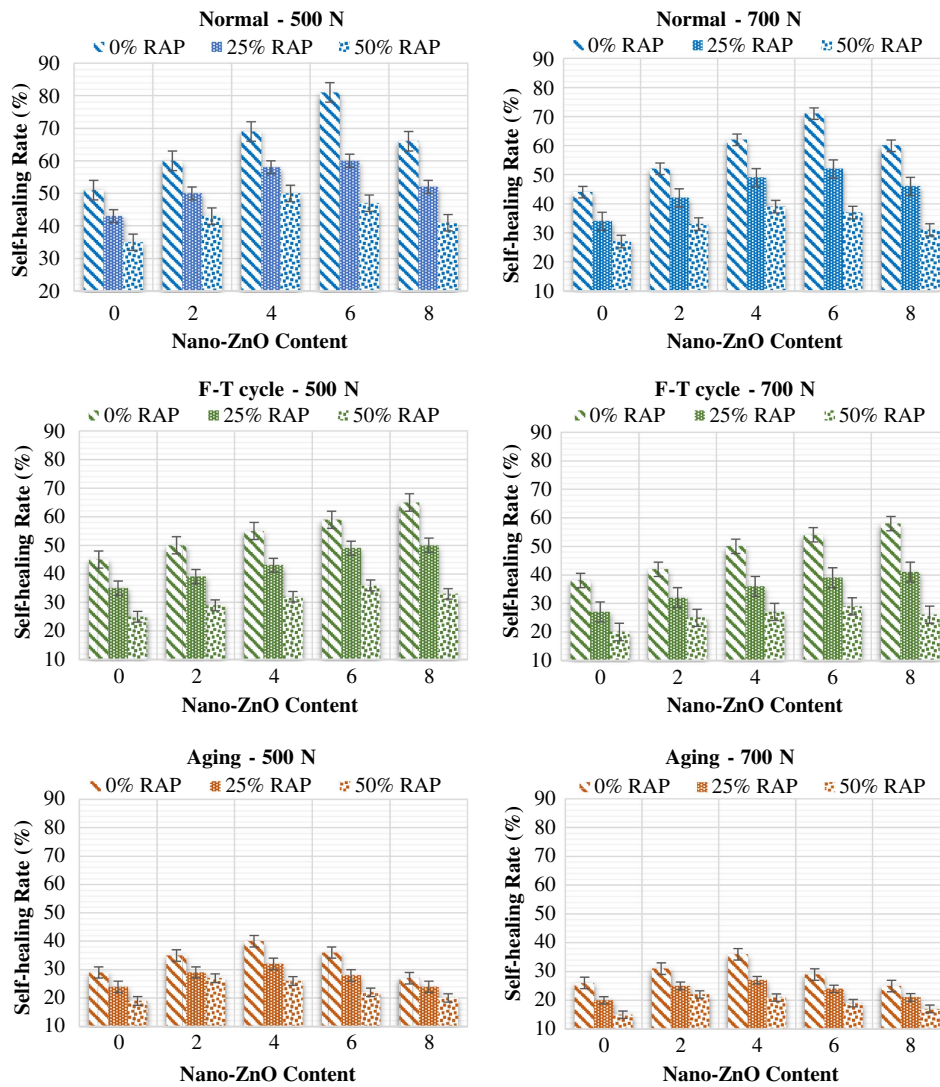 Normal - 500 N
0% RAP 25% RAP 50% RAP
90
80
70
60
50
40
30
20
Self-healing Rate (%)
0 2 4 6 8
Nano-ZnO Content
Normal - 700 N
0% RAP 25% RAP 50% RAP
90
80
70
60
50
40
30
20
10
Self-healing Rate (%)
0 2 4 6 8
Nano-ZnO Content
F-T cycle - 500 N
0% RAP 25% RAP 50% RAP
90
80
70
60
50
40
30
20
10
Self-healing Rate (%)
0 2 4 6 8
Nano-ZnO Content
F-T cycle - 700 N
0% RAP 25% RAP 50% RAP
90
80
70
60
50
40
30
20
10
Self-healing Rate (%)
0 2 4 6 8
Nano-ZnO Content
Aging - 500 N
0% RAP 25% RAP 50% RAP
90
80
70
60
50
40
30
20
10
Self-healing Rate (%)
0 2 4 6 8
Nano-ZnO Content
Aging - 700 N
0% RAP 25% RAP 50% RAP
90
80
70
60
50
40
30
20
10
Self-healing Rate (%)
0 2 4 6 8
Nano-ZnO Content